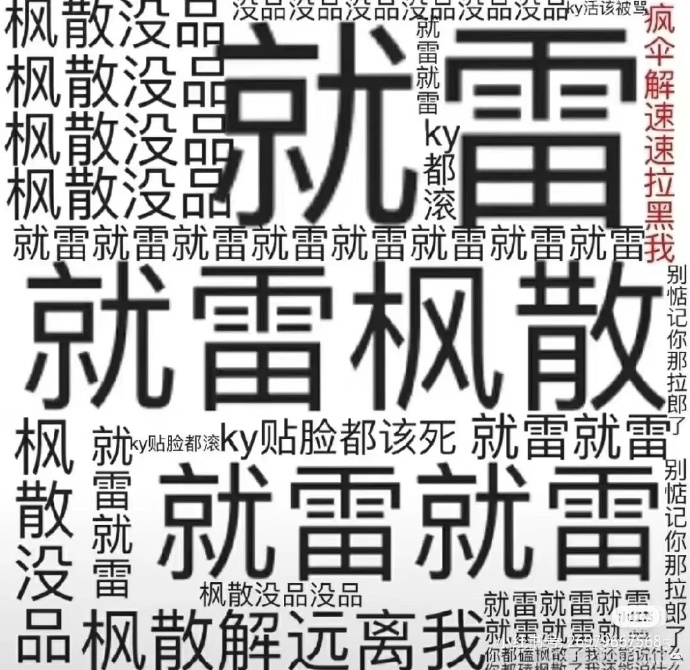 枫散没品
没品没品没品没品没品没品
ky活该被骂
疯伞解速速拉黑我
枫散没品
枫散没品
枫散没品
就雷
就雷就雷
ky都滚
就雷就雷就雷就雷就雷就雷就雷就雷
就雷枫散
别惦记你那拉郎了
枫散没品
就雷就雷
ky贴脸都滚
ky贴脸都该死
就雷就雷
就雷就雷
别惦记你那拉郎了
枫散没品没品
枫散解远离我
就雷就雷就雷
就雷就雷就雷
你都磕枫散了我还能说什么